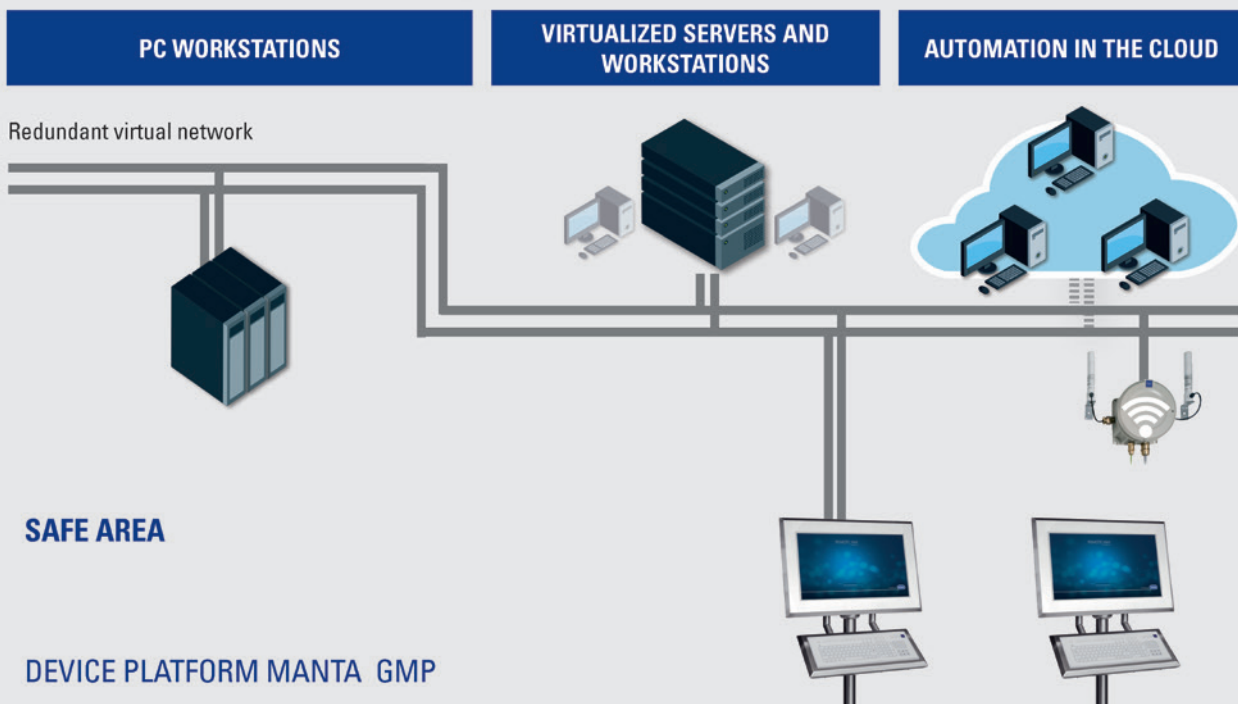 PC WORKSTATIONS
VIRTUALIZED SERVERS AND
WORKSTATIONS
AUTOMATION IN THE CLOUD
Redundant virtual network
SAFE AREA
DEVICE PLATFORM MANTA GMP